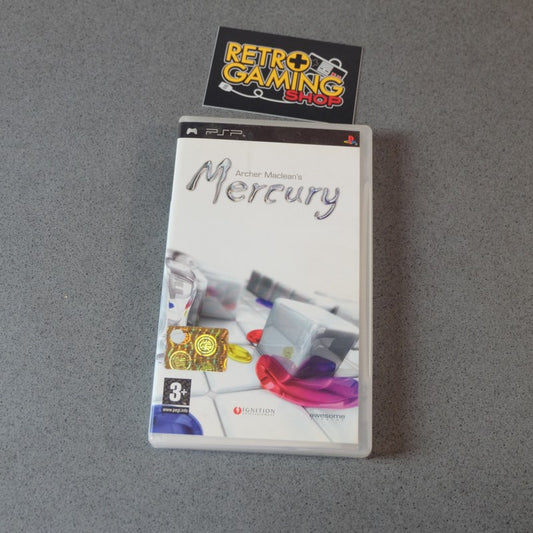 RETRO
GAMING
SHOP
PSP
Archer Maclean's
Mercury
3+
www.pegi.info
IGNITION
awesome